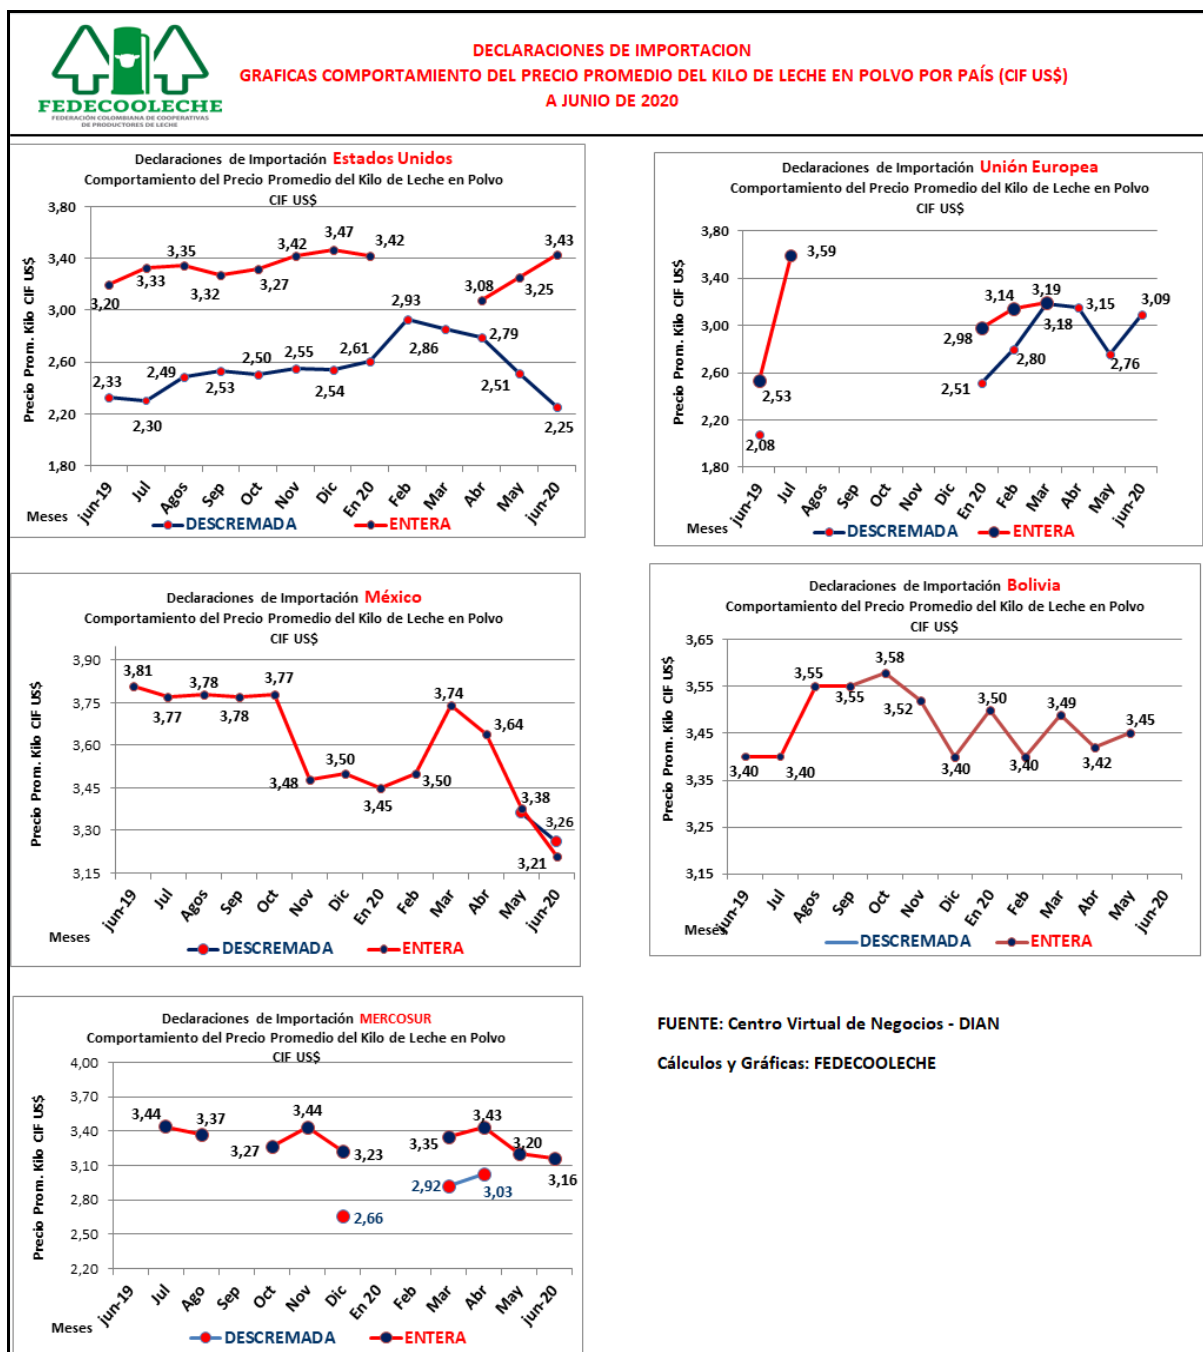 FEDECOOLECHE
FEDERACIÓN COLOMBIANA DE COOPERATIVAS
DE PRODUCTORES DE LECHE
DECLARACIONES DE IMPORTACION
GRAFICAS COMPORTAMIENTO DEL PRECIO PROMEDIO DEL KILO DE LECHE EN POLVO POR PAÍS (CIF US$)
A JUNIO DE 2020
Declaraciones de Importación Estados Unidos
Comportamiento del Precio Promedio del Kilo de Leche en Polvo
CIF US$
Precio Prom. Kilo CIF US$
3,80
3,40
3,00
2,60
2,20
1,80
3,20
3,33
3,35
3,32
3,27
3,42
3,47
3,42
3,08
3,25
3,43
2,33
2,30
2,49
2,53
2,50
2,55
2,54
2,61
2,93
2,86
2,79
2,51
2,25
jun-19 Jul Agos Sep Oct Nov Dic En 20 Feb Mar Abr May jun-20
Meses
DESCREMADA ENTERA
Declaraciones de Importación Unión Europea
Comportamiento del Precio Promedio del Kilo de Leche en Polvo
CIF US$
Precio Prom. Kilo CIF US$
3,80
3,40
3,00
2,60
2,20
1,80
2,53
3,59
2,98
3,14
3,19
2,08
2,51
2,80
3,18
3,15
2,76
3,09
jun-19 Jul Agos Sep Oct Nov Dic En 20 Feb Mar Abr May jun-20
Meses
DESCREMADA ENTERA
Declaraciones de Importación México
Comportamiento del Precio Promedio del Kilo de Leche en Polvo
CIF US$
Precio Prom. Kilo CIF US$
3,90
3,75
3,60
3,45
3,30
3,15
3,81
3,77
3,78
3,78
3,77
3,48
3,50
3,45
3,50
3,74
3,64
3,38
3,26
3,21
jun-19 Jul Agos Sep Oct Nov Dic En 20 Feb Mar Abr May jun-20
Meses
DESCREMADA ENTERA
Declaraciones de Importación Bolivia
Comportamiento del Precio Promedio del Kilo de Leche en Polvo
CIF US$
Precio Prom. Kilo CIF US$
3,65
3,55
3,45
3,35
3,25
3,15
3,40
3,40
3,55
3,55
3,58
3,52
3,40
3,50
3,40
3,49
3,42
3,45
jun-19 Jul Agos Sep Oct Nov Dic En 20 Feb Mar Abr May jun-20
Meses
DESCREMADA ENTERA
Declaraciones de Importación MERCOSUR
Comportamiento del Precio Promedio del Kilo de Leche en Polvo
CIF US$
Precio Prom. Kilo CIF US$
4,00
3,70
3,40
3,10
2,80
2,50
2,20
3,44
3,37
3,27
3,44
3,23
3,35
3,43
3,20
3,16
2,66
2,92
3,03
jun-19 Jul Ago Sep Oct Nov Dic En 20 Feb Mar Abr May jun-20
Meses
DESCREMADA ENTERA
FUENTE: Centro Virtual de Negocios - DIAN
Cálculos y Gráficas: FEDECOOLECHE